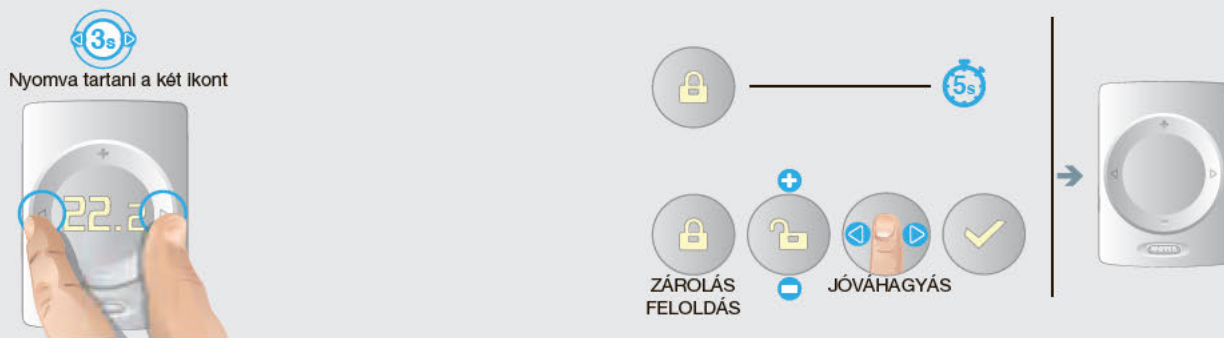 3s
Nyomva tartani a két ikont
22.2
5s
ZÁROLÁS
FELOLDÁS
JÓVÁHAGYÁS